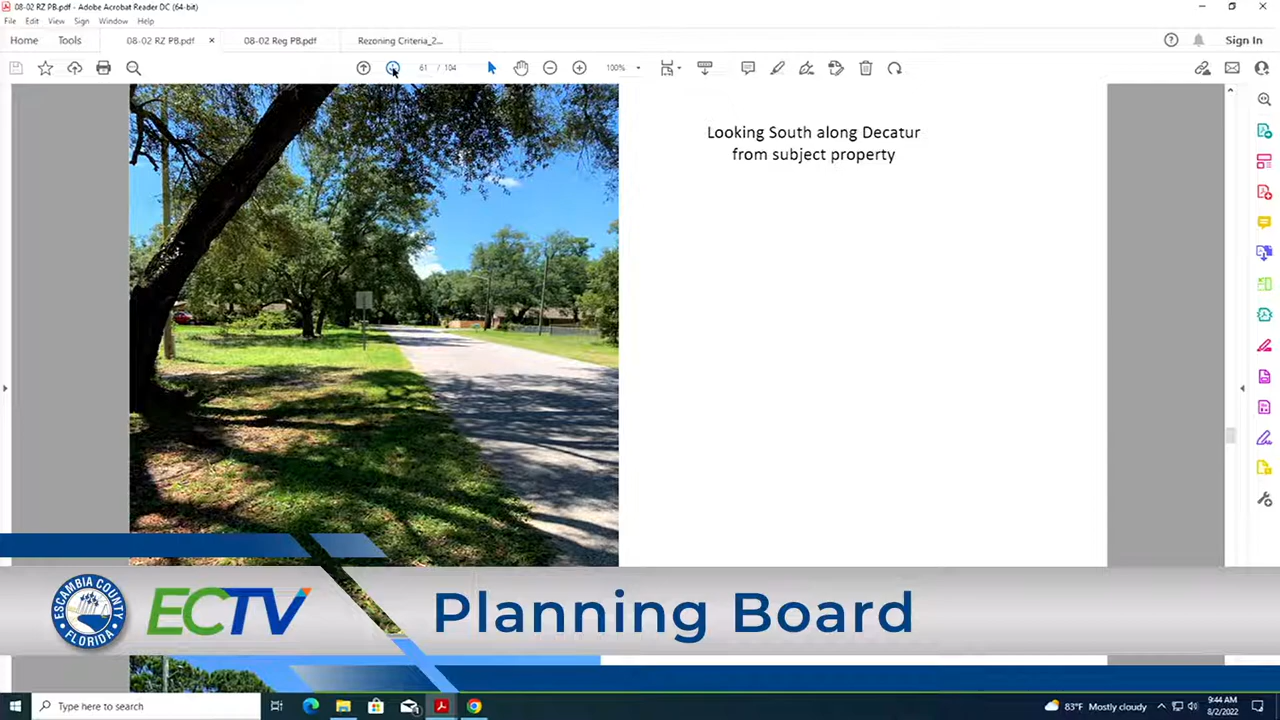 08-02 RZ PB.pdf - Adobe Acrobat Reader DC (64-bit)
File Edit View Sign Window Help
Home Tools 08-02 RZ PB.pdf × 08-02 Reg PB.pdf Rezoning Criteria_2... Sign In
61 / 104 100%
Looking South along Decatur
from subject property
ESCAMBIA COUNTY
FLORIDA
ECTV
Planning Board
Type here to search
83°F Mostly cloudy
9:44 AM
8/2/2022